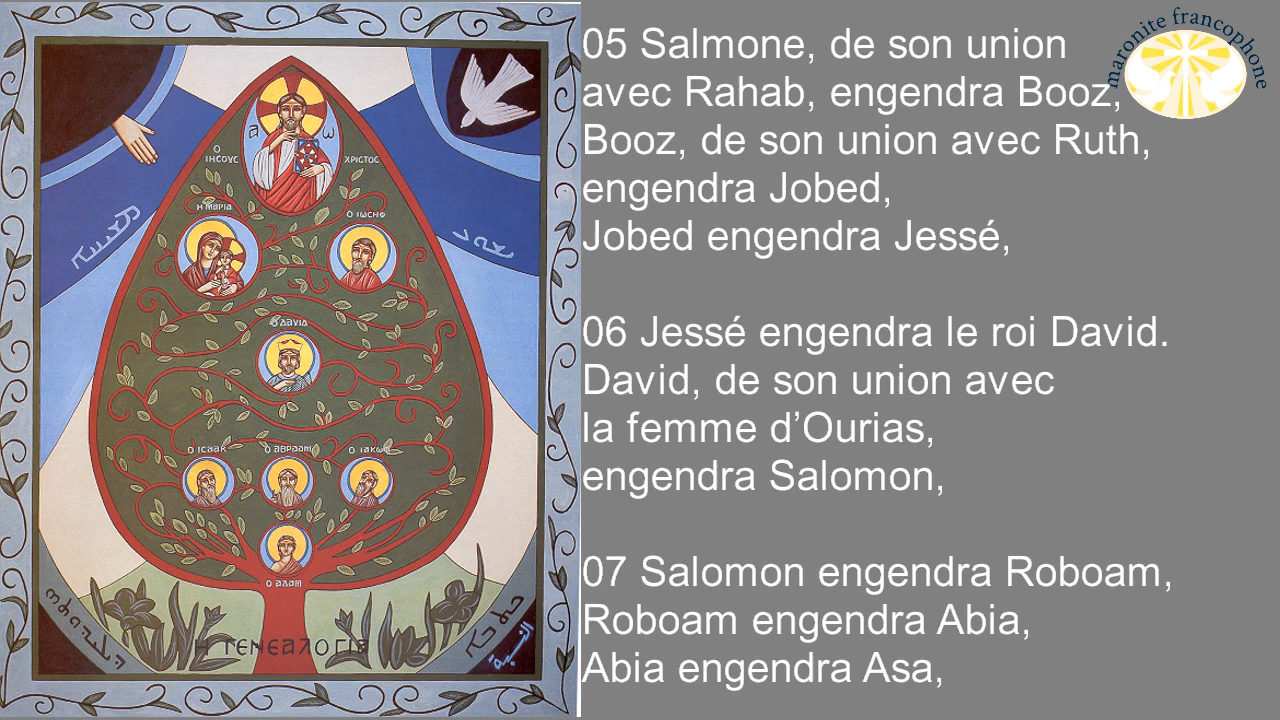 05 Salmone, de son union
avec Rahab, engendra Booz,
Booz, de son union avec Ruth,
engendra Jobed,
Jobed engendra Jessé,
06 Jessé engendra le roi David.
David, de son union avec
la femme d’Ourias,
engendra Salomon,
07 Salomon engendra Roboam,
Roboam engendra Abia,
Abia engendra Asa,
maronite francophone
Ο ΙΗCΟΥC ΧΡΙCΤΟC
Η ΜΑΡΙΑ
Ο ΙΩCΗΦ
Ο ΔΑΥΙΔ
Ο ΙCΑΑΚ
Ο ΑΒΡΑΑΜ
Ο ΙΑΚΩΒ
Ο ΑΔΑΜ
Η ΓΕΝΕΑΛΟΓΙΑ